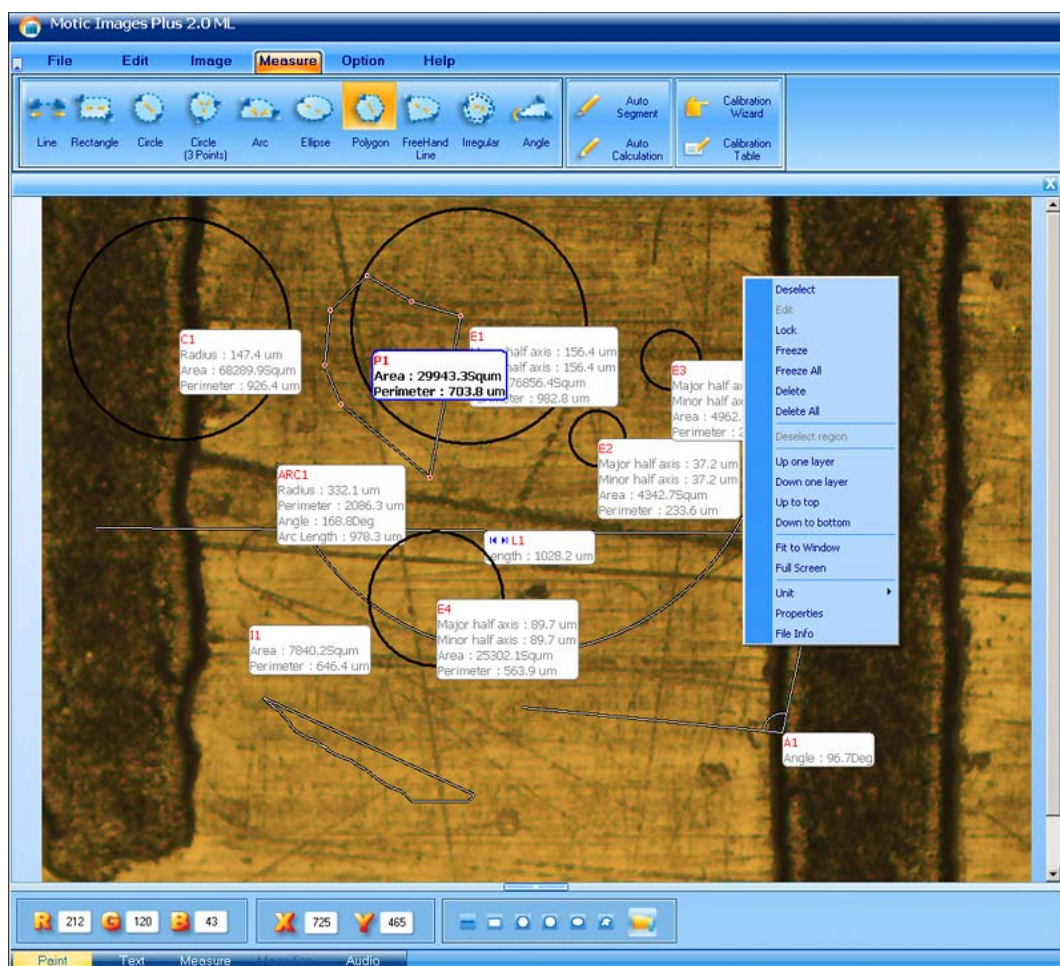 Motic Images Plus 2.0 ML
File Edit Image Measure Option Help
Line Rectangle Circle Circle (3 Points) Arc Ellipse Polygon FreeHand Line Irregular Angle
Auto Segment
Auto Calculation
Calibration Wizard
Calibration Table
C1
Radius : 147.4 um
Area : 68289.9Squm
Perimeter : 926.4 um
P1
Area : 29943.3Squm
Perimeter : 703.8 um
E1
half axis : 156.4 um
half axis : 156.4 um
76856.4Squm
: 982.8 um
E3
Major half
Minor half
Area : 4962.
Perimeter : 2
E2
Major half axis : 37.2 um
Minor half axis : 37.2 um
Area : 4342.7Squm
Perimeter : 233.6 um
ARC1
Radius : 332.1 um
Perimeter : 2086.3 um
Angle : 168.8Deg
Arc Length : 978.3 um
L1
Length : 1028.2 um
E4
Major half axis : 89.7 um
Minor half axis : 89.7 um
Area : 25302.1Squm
Perimeter : 563.9 um
I1
Area : 7840.2Squm
Perimeter : 646.4 um
A1
Angle : 96.7Deg
Deselect
Edit
Lock
Freeze
Freeze All
Delete
Delete All
Deselect region
Up one layer
Down one layer
Up to top
Down to bottom
Fit to Window
Full Screen
Unit
Properties
File Info
R 212 G 120 B 43 X 725 Y 465
Paint Text Measure Audio